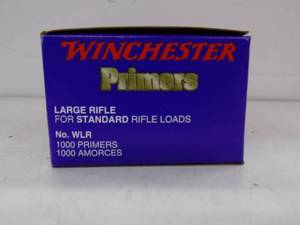 WINCHESTER
Primers
LARGE RIFLE
FOR STANDARD RIFLE LOADS
No. WLR
1000 PRIMERS
1000 AMORCES